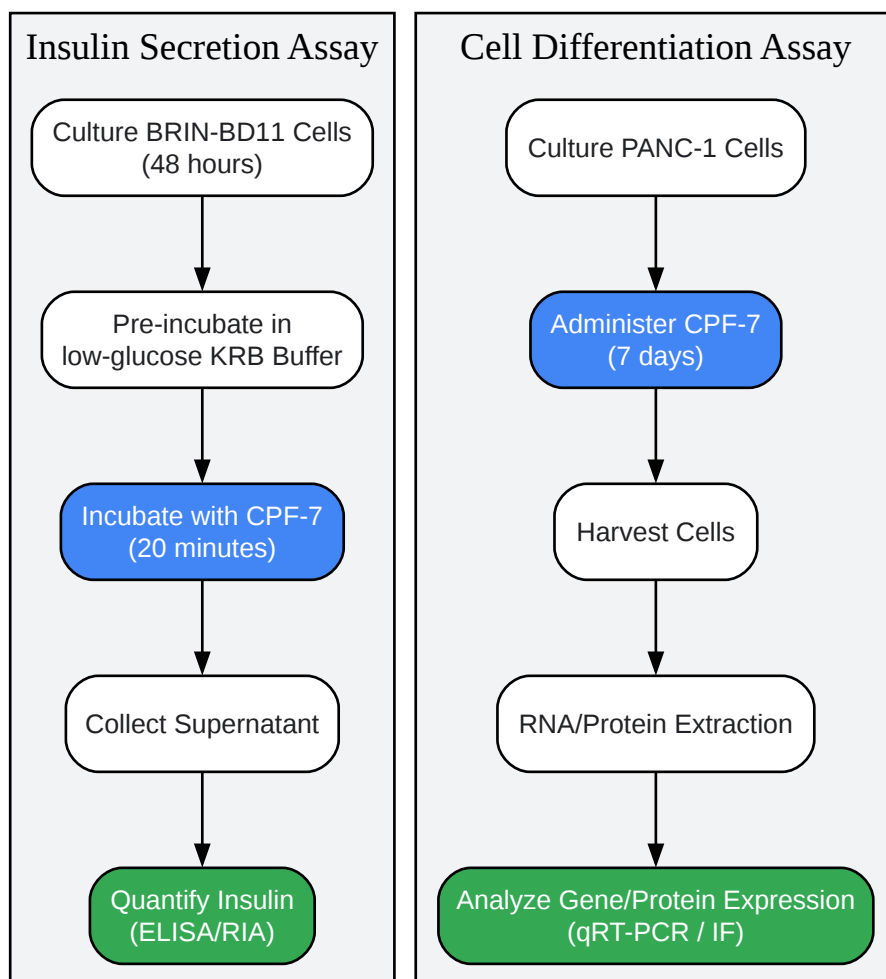 Insulin Secretion Assay
Culture BRIN-BD11 Cells
(48 hours)
Pre-incubate in
low-glucose KRB Buffer
Incubate with CPF-7
(20 minutes)
Collect Supernatant
Quantify Insulin
(ELISA/RIA)
Cell Differentiation Assay
Culture PANC-1 Cells
Administer CPF-7
(7 days)
Harvest Cells
RNA/Protein Extraction
Analyze Gene/Protein Expression
(qRT-PCR / IF)